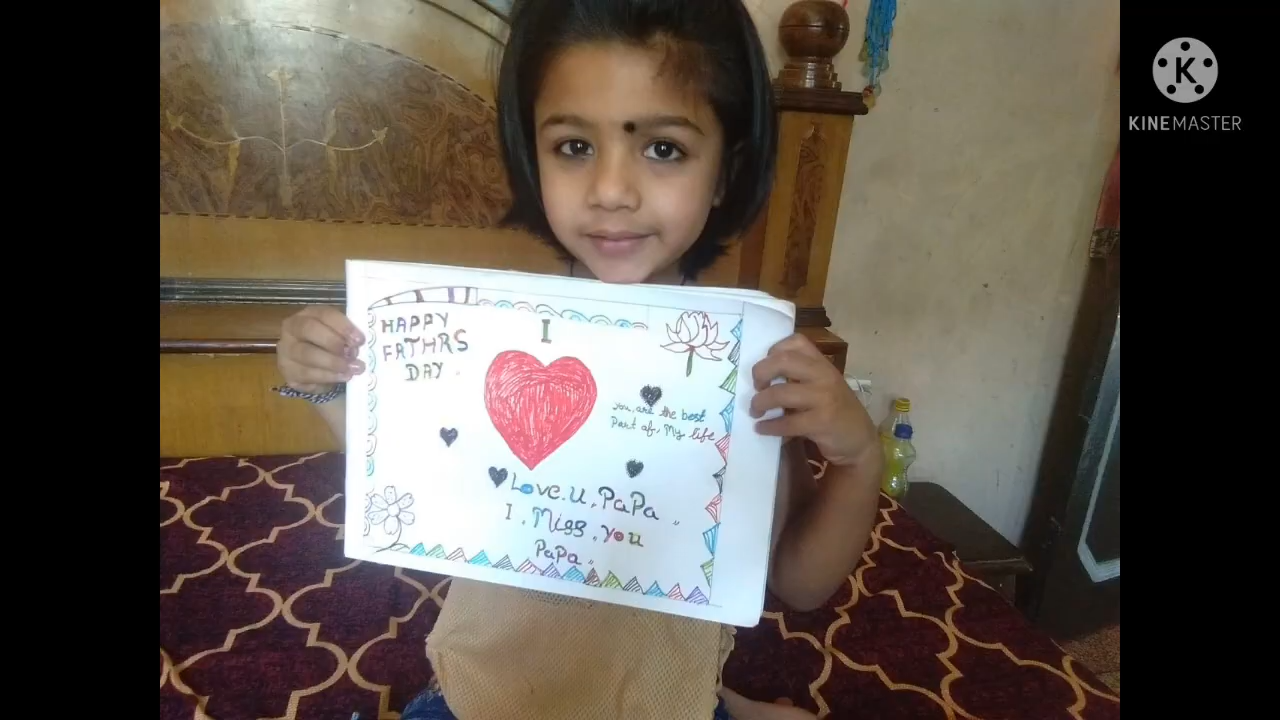 HAPPY
FATHRS
DAY.
I
You are the best
Part of, My life
Love.U.PaPa..
I. Miss. you
PaPa..
K
KINEMASTER